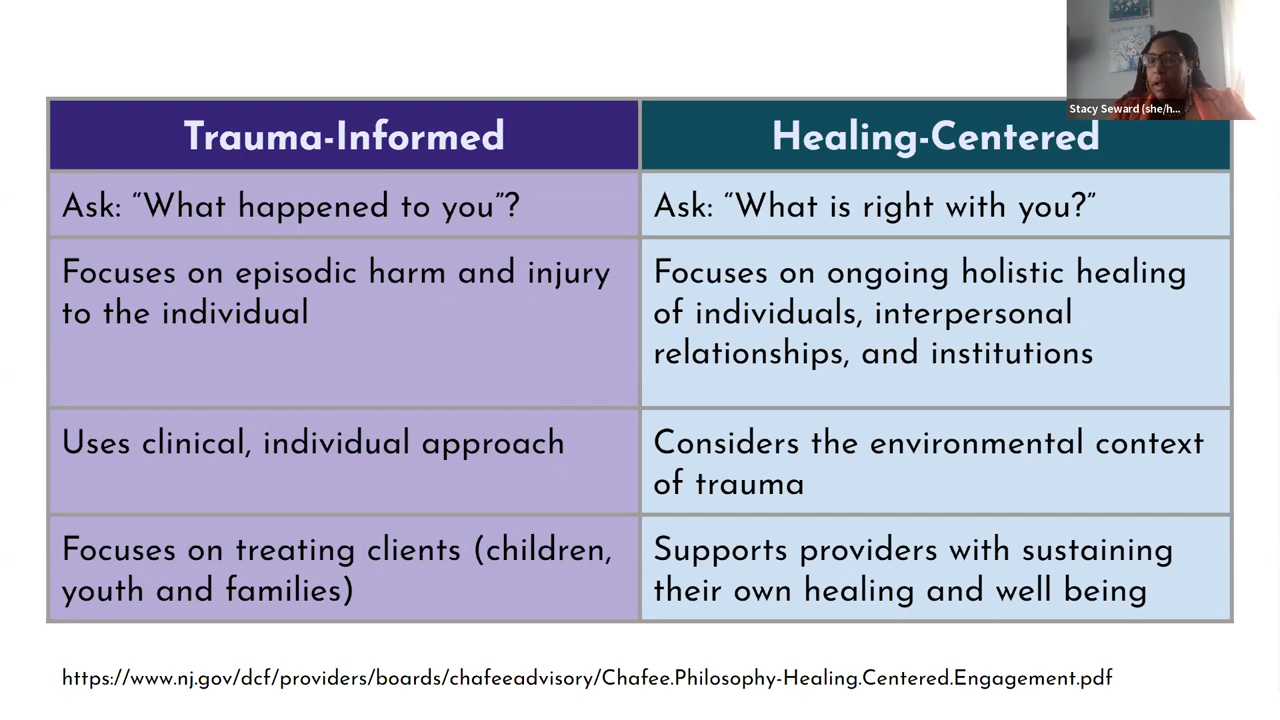 Stacy Seward (she/h...
Trauma-Informed
Healing-Centered
Ask: “What happened to you”?
Ask: “What is right with you?”
Focuses on episodic harm and injury
to the individual
Focuses on ongoing holistic healing
of individuals, interpersonal
relationships, and institutions
Uses clinical, individual approach
Considers the environmental context
of trauma
Focuses on treating clients (children,
youth and families)
Supports providers with sustaining
their own healing and well being
https://www.nj.gov/dcf/providers/boards/chafeeadvisory/Chafee.Philosophy-Healing.Centered.Engagement.pdf